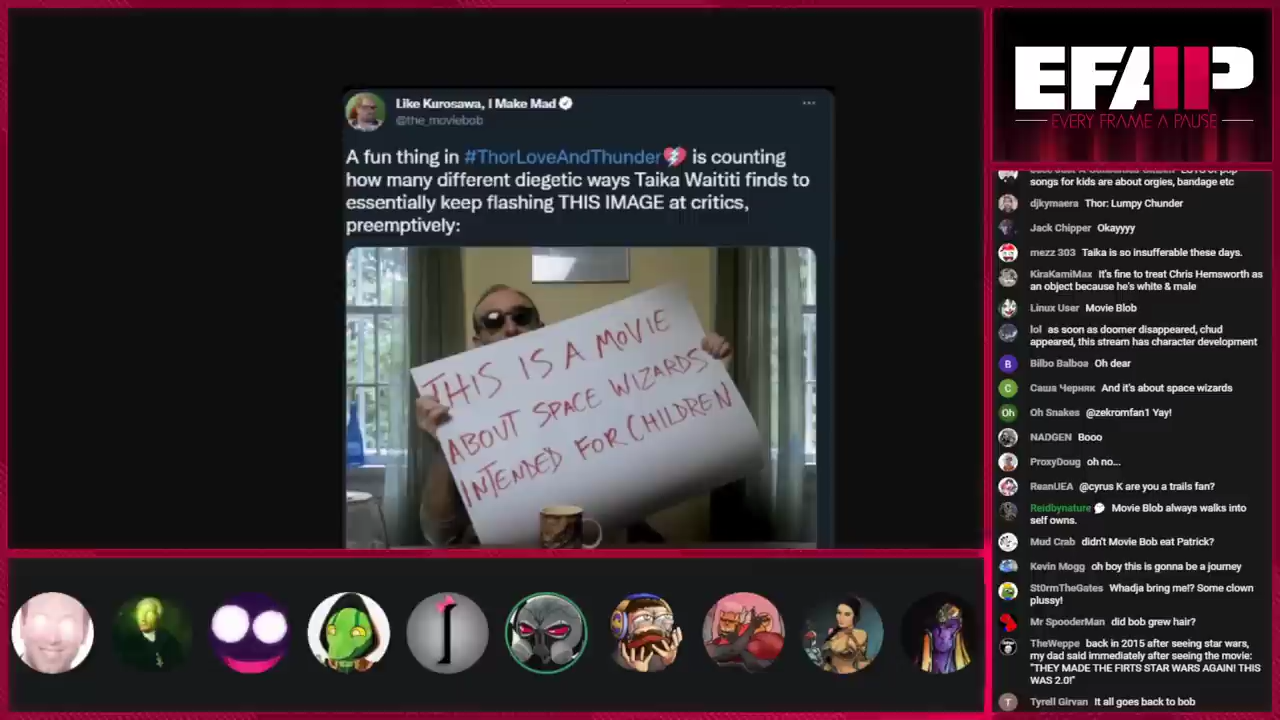 Like Kurosawa, I Make Mad
@the_moviebob
A fun thing in #ThorLoveAndThunder💔 is counting
how many different diegetic ways Taika Waititi finds to
essentially keep flashing THIS IMAGE at critics,
preemptively:
THIS IS A MOVIE
ABOUT SPACE WIZARDS
INTENDED FOR CHILDREN
EFAP
EVERY FRAME A PAUSE
songs for kids are about orgies, bandage etc
djkymaera Thor: Lumpy Chunder
Jack Chipper Okayyyy
mezz 303 Taika is so insufferable these days.
KiraKamiMax It's fine to treat Chris Hemsworth as
an object because he's white & male
Linux User Movie Blob
lol as soon as doomer disappeared, chud
appeared, this stream has character development
B Bilbo Balboa Oh dear
C Саша Черняк And it's about space wizards
Oh Oh Snakes @zekromfan1 Yay!
NADGEN Booo
ProxyDoug oh no...
ReanUEA @cyrus K are you a trails fan?
Reidbynature Movie Blob always walks into
self owns.
Mud Crab didn't Movie Bob eat Patrick?
Kevin Mogg oh boy this is gonna be a journey
St0rmTheGates Whadja bring me!? Some clown
plussy!
Mr SpooderMan did bob grew hair?
TheWeppe back in 2015 after seeing star wars,
my dad said immediately after seeing the movie:
"THEY MADE THE FIRTS STAR WARS AGAIN! THIS
WAS 2.0!"
T Tyrell Girvan It all goes back to bob